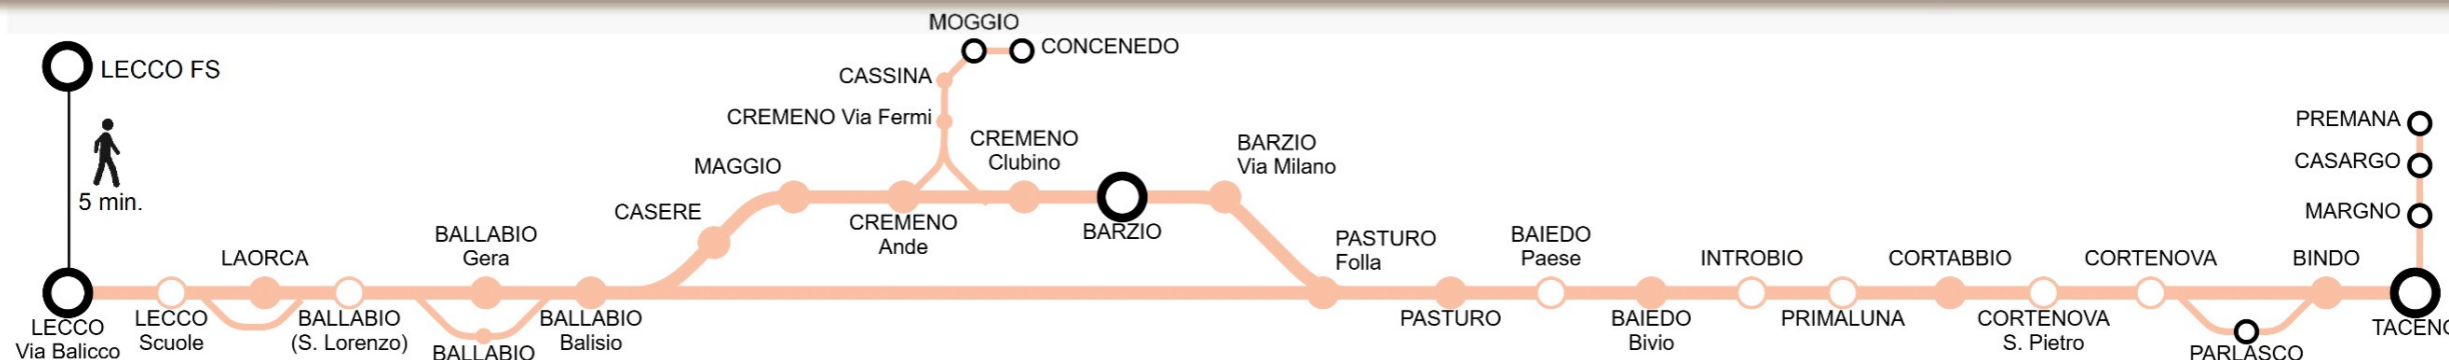 LECCO FS
5 min.
LECCO
Via Balicco
LECCO
Scuole
LAORCA
BALLABIO
(S. Lorenzo)
BALLABIO
Gera
BALLABIO
BALLABIO
Balisio
CASERE
MAGGIO
CREMENO
Ande
CREMENO Via Fermi
CASSINA
MOGGIO
CONCENEDO
CREMENO
Clubino
BARZIO
BARZIO
Via Milano
PASTURO
Folla
PASTURO
BAIEDO
Paese
BAIEDO
Bivio
INTROBIO
PRIMALUNA
CORTABBIO
CORTENOVA
S. Pietro
CORTENOVA
PARLASCO
BINDO
TACENO
MARGNO
CASARGO
PREMANA